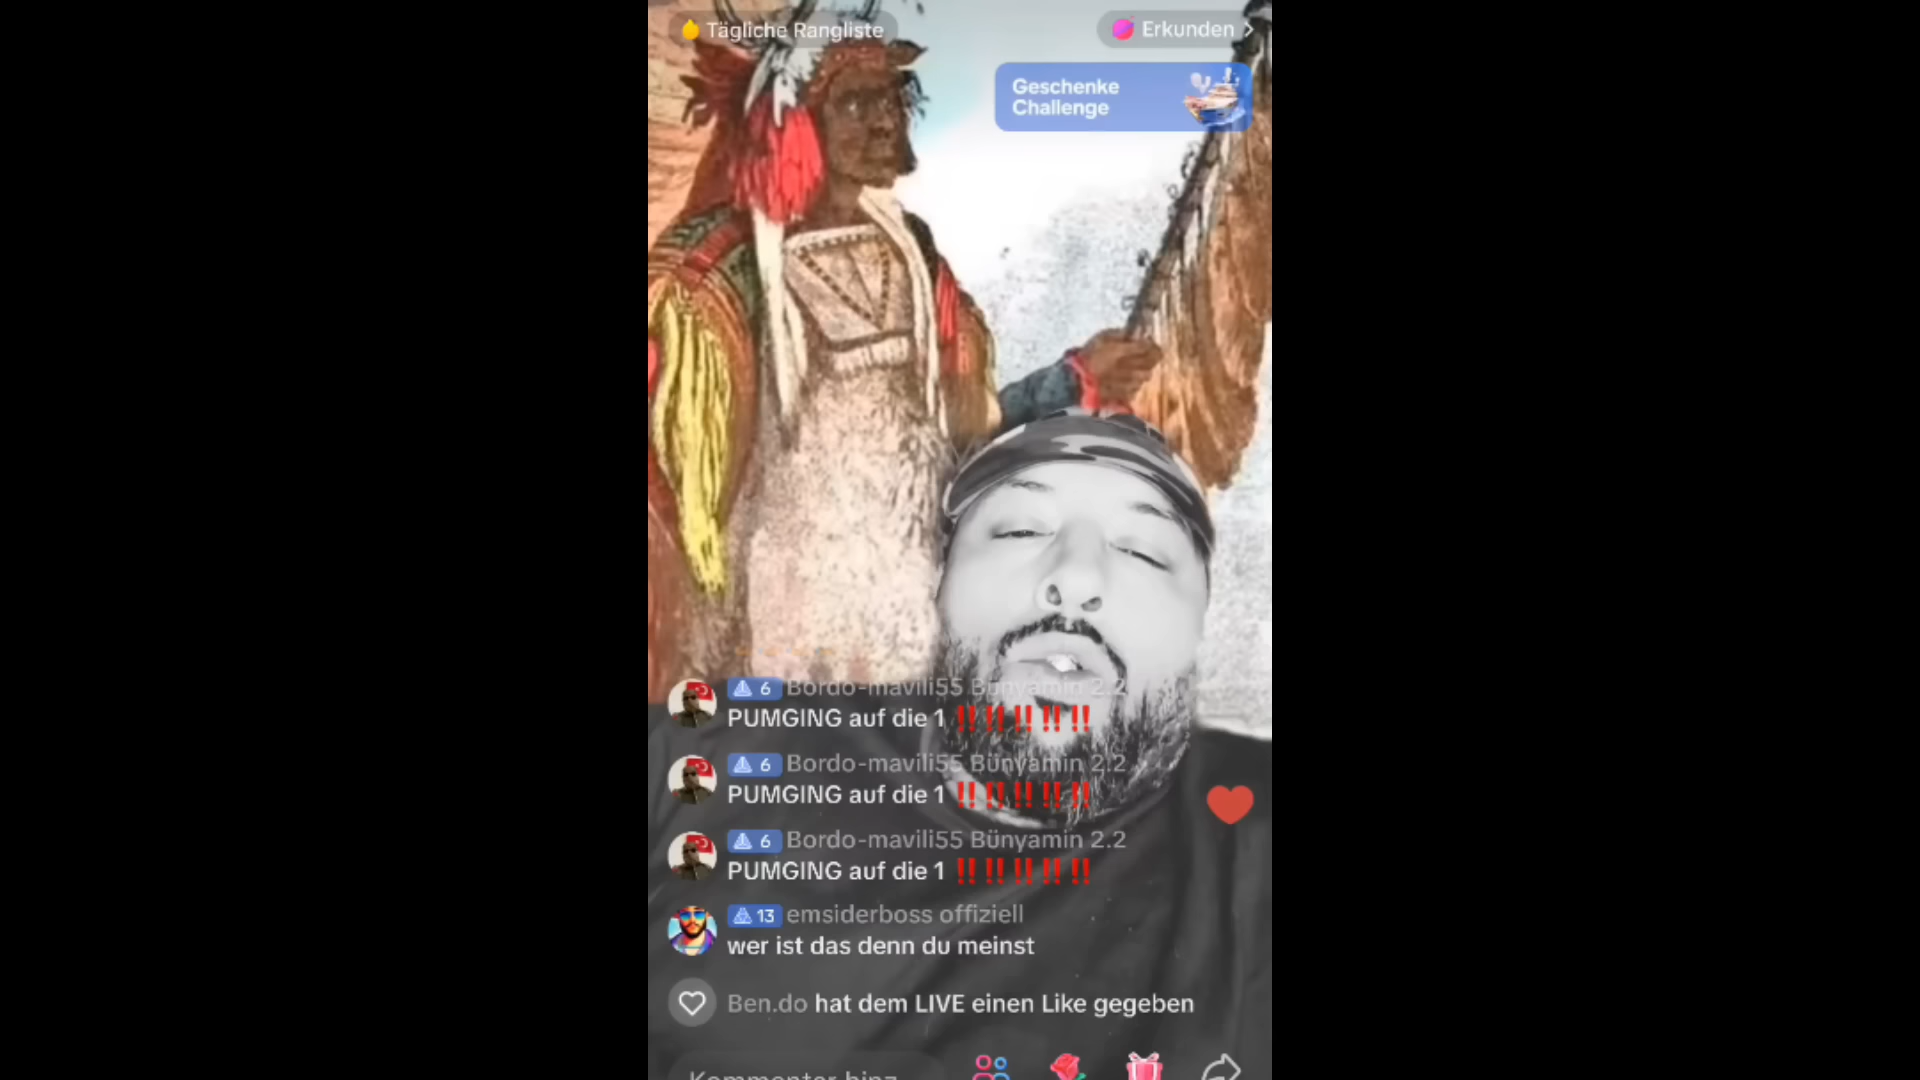 Tägliche Rangliste
Erkunden
Geschenke
Challenge
6 Bordo-mavili55 Bünyamin 2.2
PUMGING auf die 1 ‼️‼️‼️‼️‼️
6 Bordo-mavili55 Bünyamin 2.2
PUMGING auf die 1 ‼️‼️‼️‼️‼️
6 Bordo-mavili55 Bünyamin 2.2
PUMGING auf die 1 ‼️‼️‼️‼️‼️
13 emsiderboss offiziell
wer ist das denn du meinst
Ben.do hat dem LIVE einen Like gegeben
Kommentar hinz